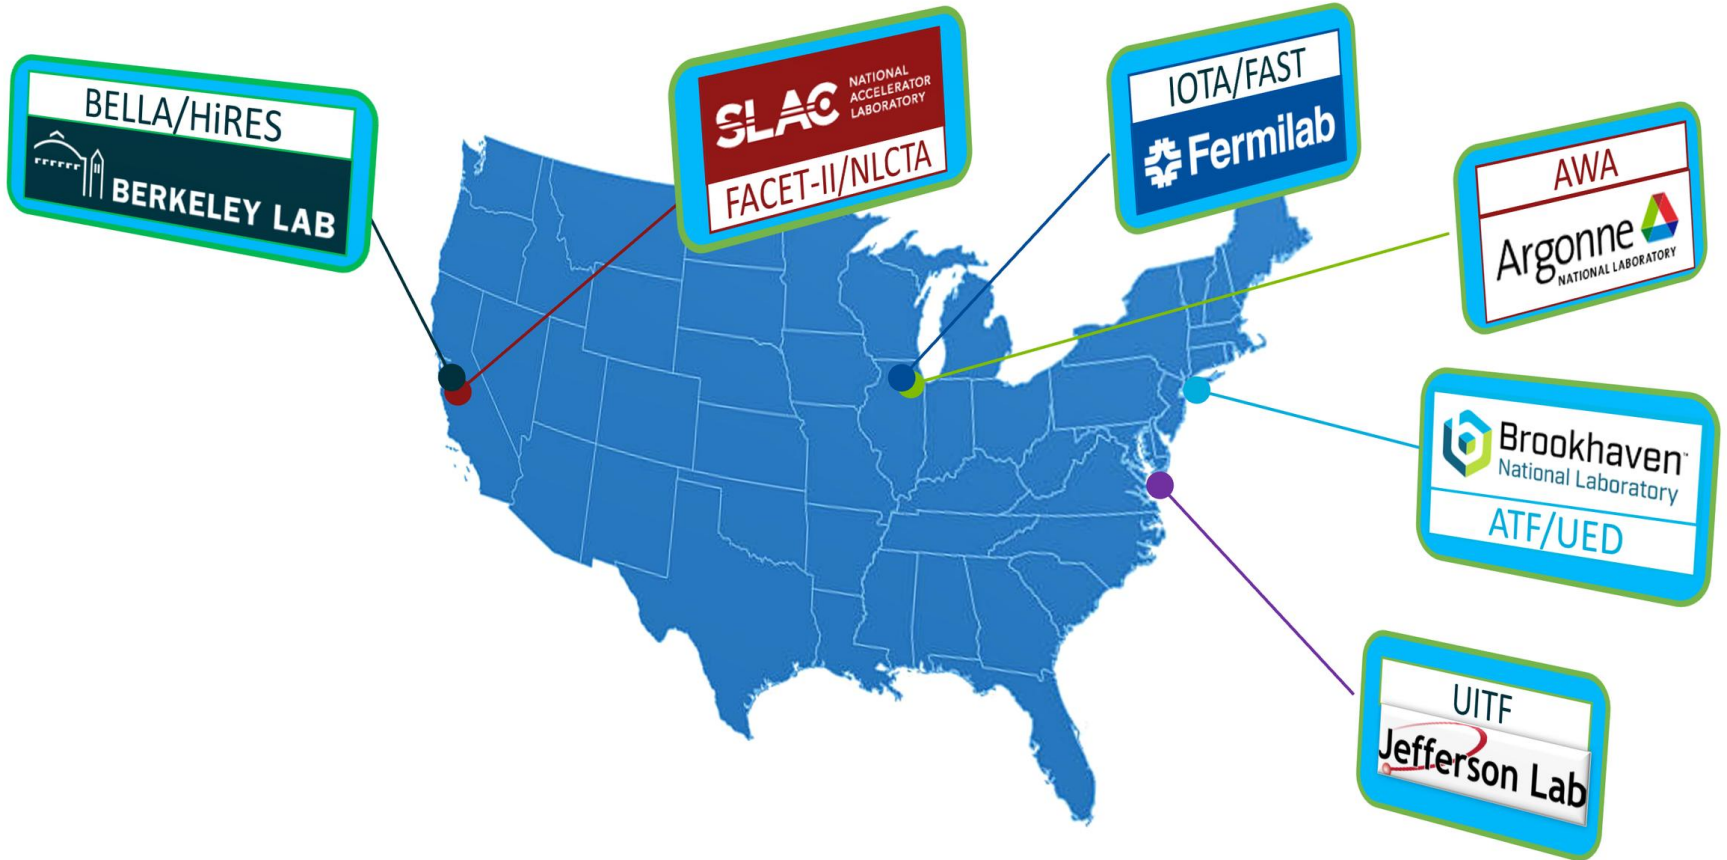 BELLA/HiRES
BERKELEY LAB
SLAC
NATIONAL
ACCELERATOR
LABORATORY
FACET-II/NLCTA
IOTA/FAST
Fermilab
AWA
Argonne
NATIONAL LABORATORY
Brookhaven™
National Laboratory
ATF/UED
UITF
Jefferson Lab